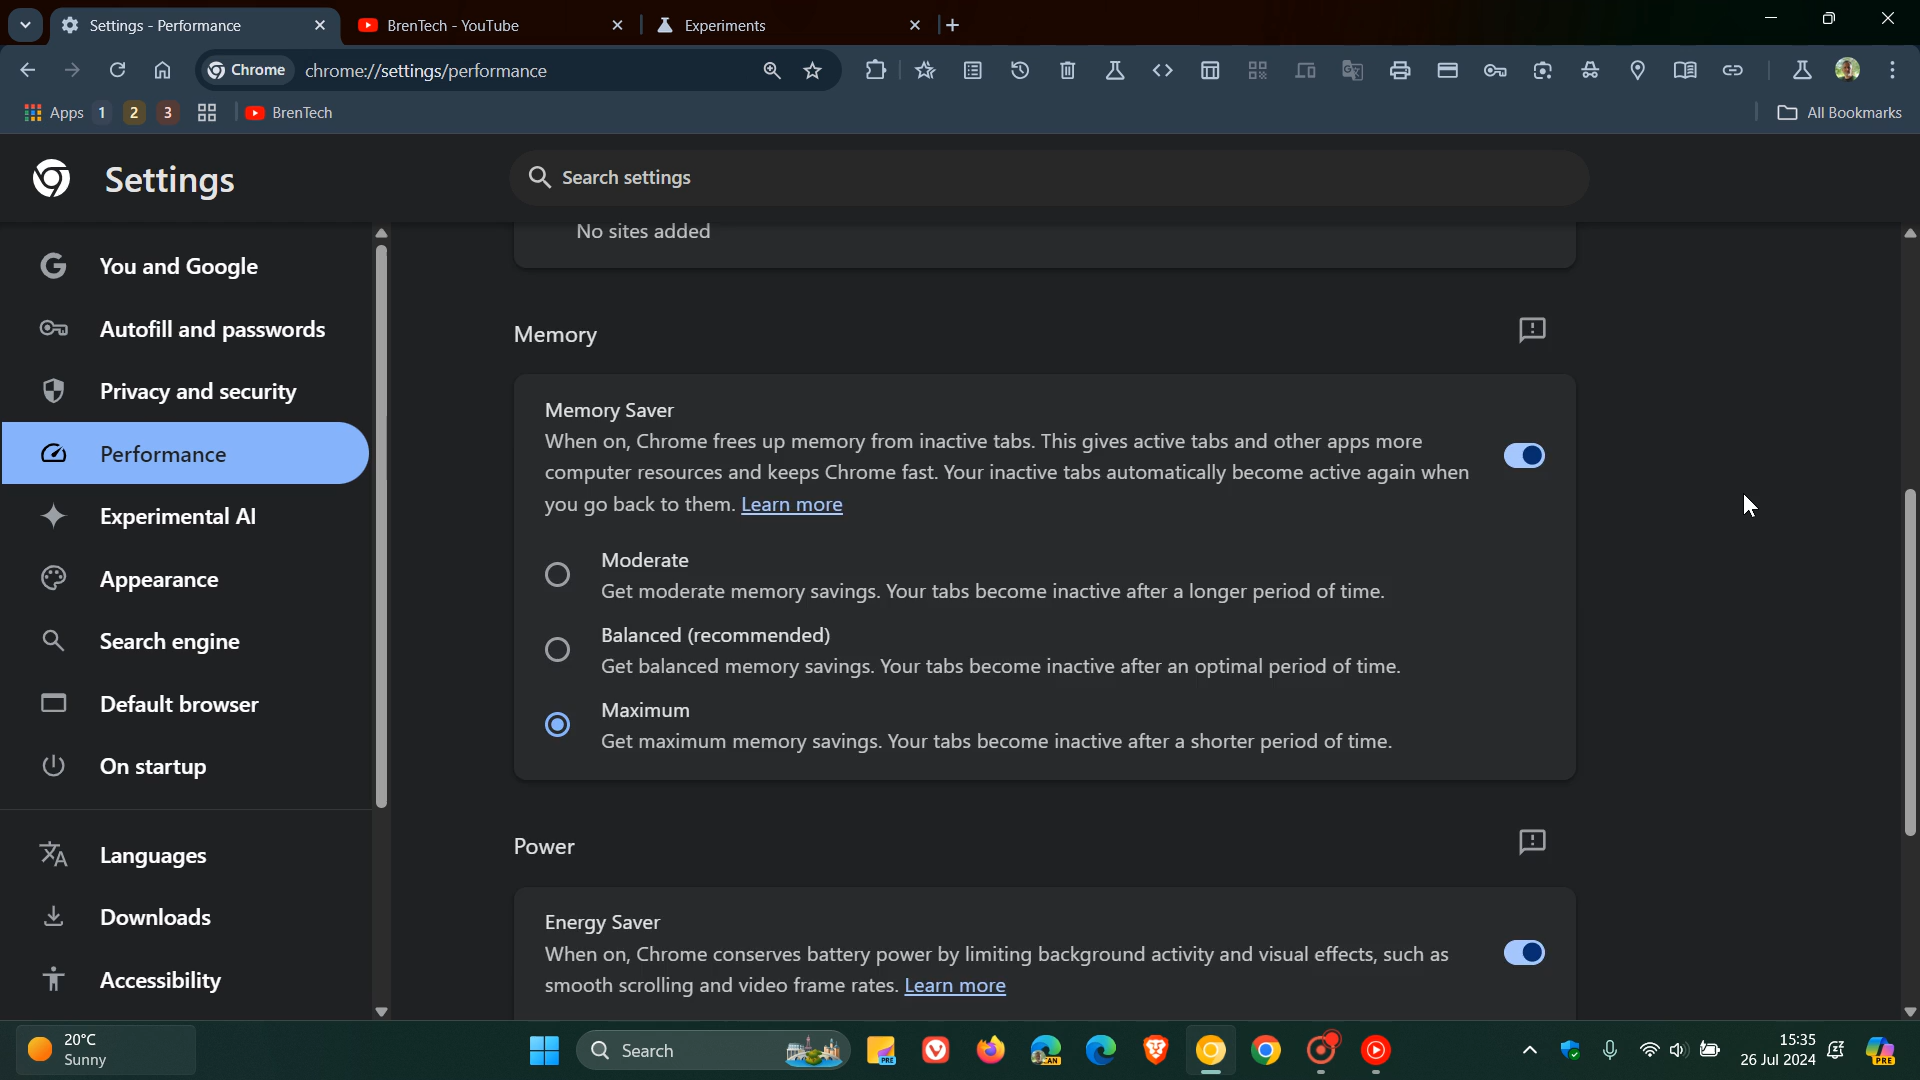 Settings - Performance
BrenTech - YouTube
Experiments
Chrome
chrome://settings/performance
Apps
1
2
3
BrenTech
All Bookmarks
Settings
Search settings
You and Google
Autofill and passwords
Privacy and security
Performance
Experimental AI
Appearance
Search engine
Default browser
On startup
Languages
Downloads
Accessibility
No sites added
Memory
Memory Saver
When on, Chrome frees up memory from inactive tabs. This gives active tabs and other apps more
computer resources and keeps Chrome fast. Your inactive tabs automatically become active again when
you go back to them. Learn more
Moderate
Get moderate memory savings. Your tabs become inactive after a longer period of time.
Balanced (recommended)
Get balanced memory savings. Your tabs become inactive after an optimal period of time.
Maximum
Get maximum memory savings. Your tabs become inactive after a shorter period of time.
Power
Energy Saver
When on, Chrome conserves battery power by limiting background activity and visual effects, such as
smooth scrolling and video frame rates. Learn more
20°C
Sunny
Search
PRE
CAN
15:35
26 Jul 2024
PRE